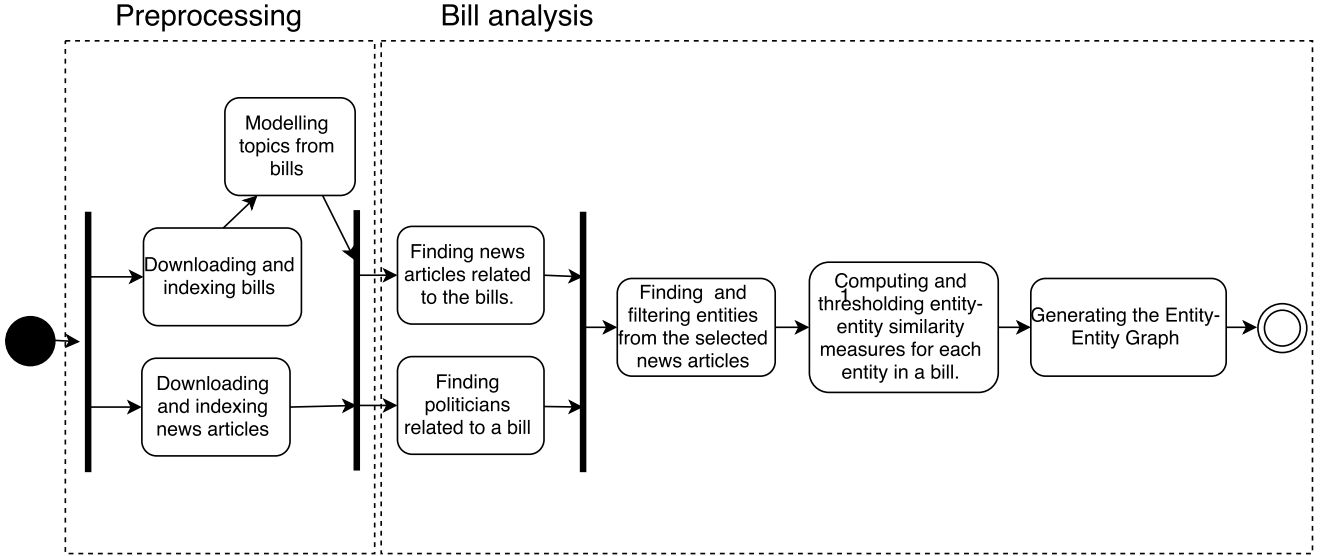 Preprocessing
Bill analysis
Modelling
topics from
bills
Downloading and
indexing bills
Downloading
and indexing
news articles
Finding news
articles related
to the bills.
Finding
politicians
related to a bill
Finding and
filtering entities
from the selected
news articles
Computing and
1
thresholding entity-
entity similarity
measures for each
entity in a bill.
Generating the Entity-
Entity Graph